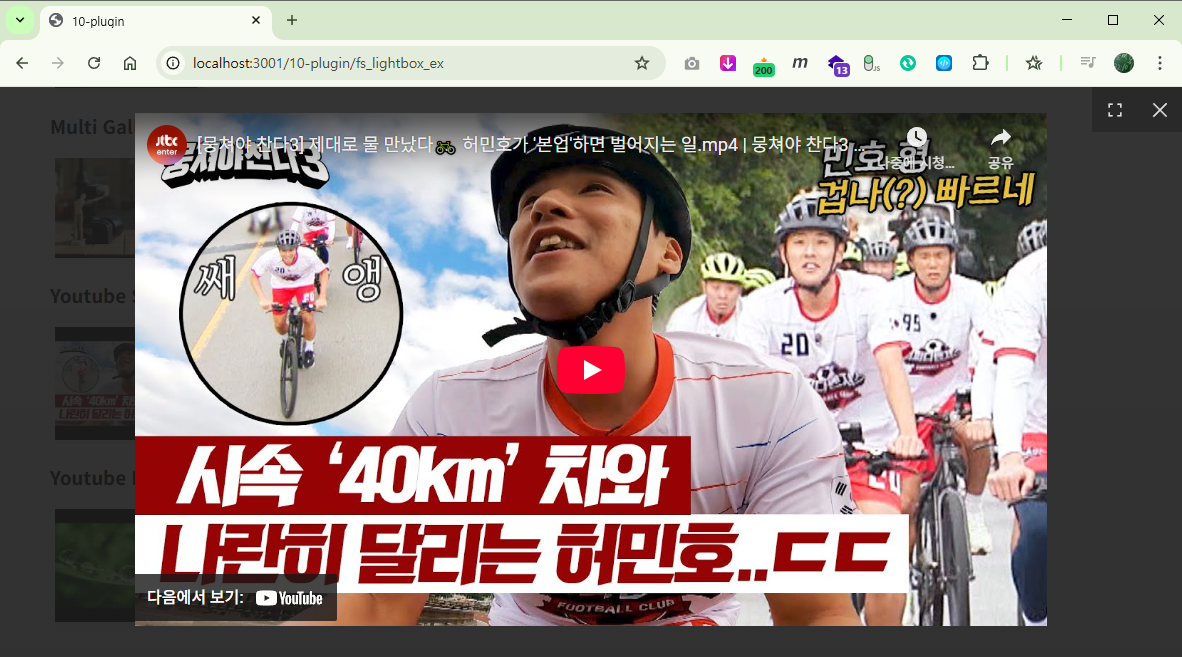 10-plugin
localhost:3001/10-plugin/fs_lightbox_ex
200
m
13
JS
Multi Gal
jtbc
enter
[뭉쳐야 찬다3] 제대로 물 만났다🚲 허민호가 '본업'하면 벌어지는 일.mp4 | 뭉쳐야 찬다3 ...
나중에 시청...
공유
뭉쳐야찬다3
민호 형
겁나(?) 빠르네
째
앵
20
95
20
Youtube
Youtube
시속 '40km' 차와
나란히 달리는 허민호..ㄷㄷ
다음에서 보기: YouTube
FOOTBALL CLUB